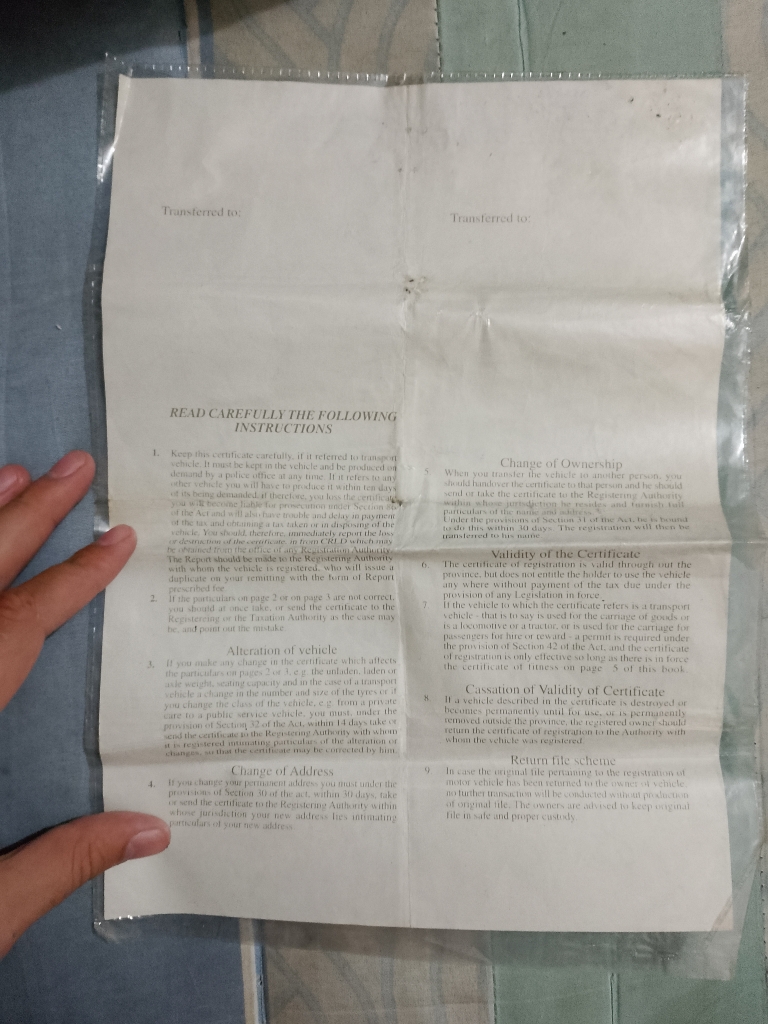 Transferred to:
Transferred to:
READ CAREFULLY THE FOLLOWING
INSTRUCTIONS
1. Keep this certificate carefully, if it referred to transport
vehicle. It must be kept in the vehicle and be produced on
demand by a police office at any time. If it refers to any
other vehicle you will have to produce it within ten days
of its being demanded, if therefore, you loss the certificate
you will become liable for prosecution under Section
of the Act and will also have trouble and delay in payment
of the tax and obtaining a tax taken or in disposing of the
vehicle. You should, therefore, immediately report the loss
or destruction of the certificate, in from CRLD which may
be obtained from the office of any Registration Authority.
The Report should be made to the Registering Authority
with whom the vehicle is registered, who will issue a
duplicate on your remitting with the form of Report
prescribed for.
2. If the particulars on page 2 or on page 3 are not correct,
you should at once take, or send the certificate to the
Registerring or the Taxation Authority as the case may
be, and point out the mistake.
Alteration of vehicle
3. If you make any change in the certificate which affects
the particulars on pages 2 or 3, e.g. the unladen, laden or
axle weight, seating capacity and in the case of a transport
vehicle a change in the number and size of the tyres or if
you change the class of the vehicle, e.g. from a private
care to a public service vehicle, you must, under the
provision of Section 32 of the Act, within 14 days take or
send the certificate to the Registering Authority with whom
it is registered intimating particulars of the alteration or
changes, so that the certificate may be corrected by him.
Change of Address
4. If you change your permanent address you must under the
provisions of Section 30 of the act, within 30 days, take
or send the certificate to the Registering Authority within
whose jurisdiction your new address lies intimating
particulars of your new address.
Change of Ownership
5. When you transfer the vehicle to another person, you
should handover the certificate to that person and he should
send or take the certificate to the Registering Authority
within whose jurisdiction he resides and furnish full
particulars of the name and address.
Under the provisions of Section 31 of the Act, he is bound
to do this within 30 days. The registration will then be
transferred to his name.
Validity of the Certificate
6. The certificate of registration is valid through out the
province, but does not entitle the holder to use the vehicle
any where without payment of the tax due under the
provision of any Legislation in force.
7. If the vehicle to which the certificate refers is a transport
vehicle - that is to say is used for the carriage of goods or
is a locomotive or a tractor, or is used for the carriage for
passengers for hire or reward - a permit is required under
the provision of Section 42 of the Act, and the certificate
of registration is only effective so long as there is in force
the certificate of fitness on page 5 of this book.
Cassation of Validity of Certificate
8. If a vehicle described in the certificate is destroyed or
becomes permanently until for use, or is permanently
removed outside the province, the registered owner should
return the certificate of registration to the Authority with
whom the vehicle was registered.
Return file scheme
9. In case the original file pertaining to the registration of
motor vehicle has been returned to the owner of vehicle,
no further transaction will be conducted without production
of original file. The owners are advised to keep original
file in safe and proper custody.